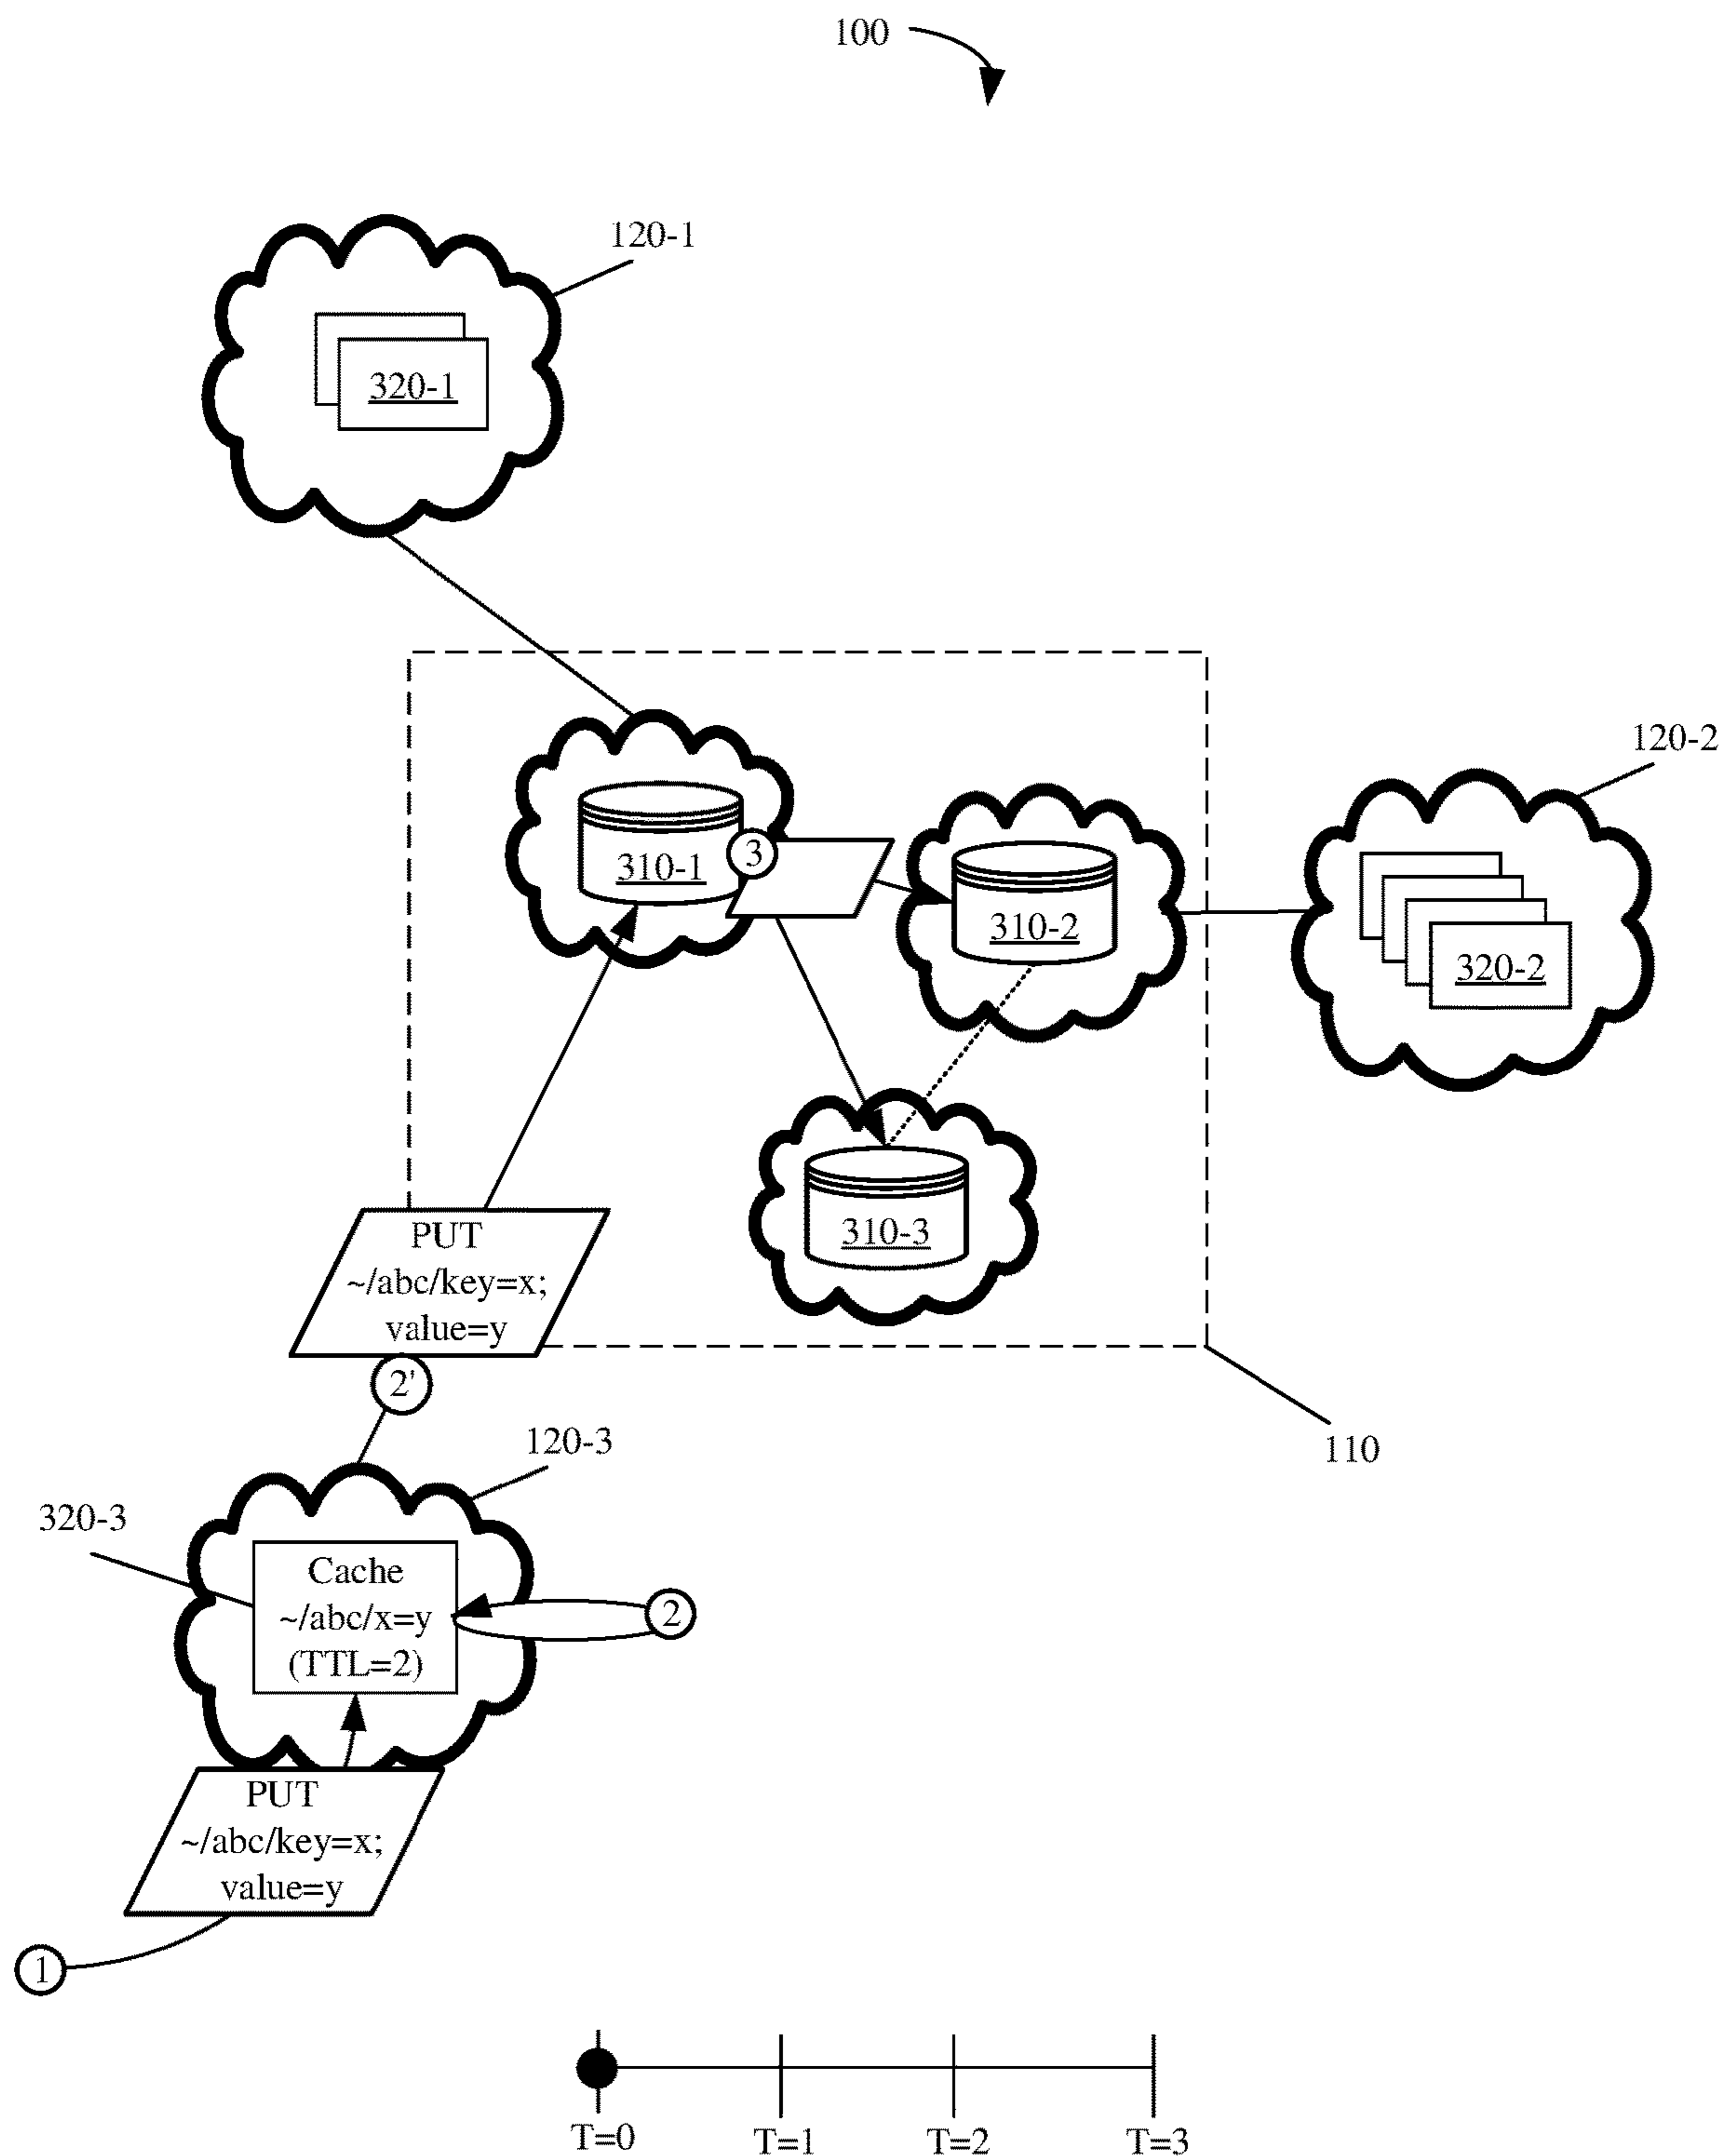 100
120-1
320-1
120-2
310-1
3
310-2
320-2
310-3
PUT
~/abc/key=x;
value=y
2'
110
120-3
320-3
Cache
~/abc/x=y
(TTL=2)
2
PUT
~/abc/key=x;
value=y
1
T=0
T=1
T=2
T=3